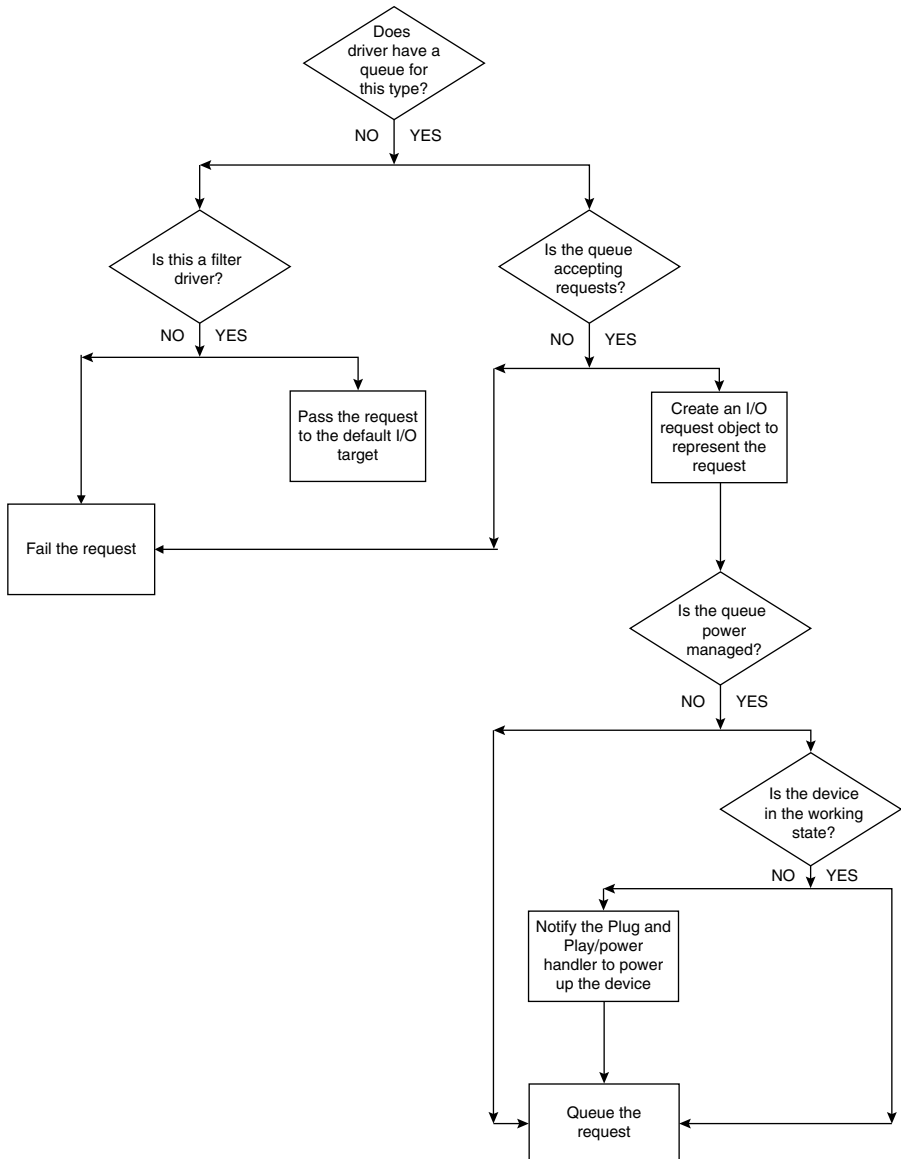 Does
driver have a
queue for
this type?
NO YES
Is this a filter
driver?
Is the queue
accepting
requests?
NO YES
NO YES
Pass the request
to the default I/O
target
Create an I/O
request object to
represent the
request
Fail the request
Is the queue
power
managed?
NO YES
Is the device
in the working
state?
NO YES
Notify the Plug and
Play/power
handler to power
up the device
Queue the
request